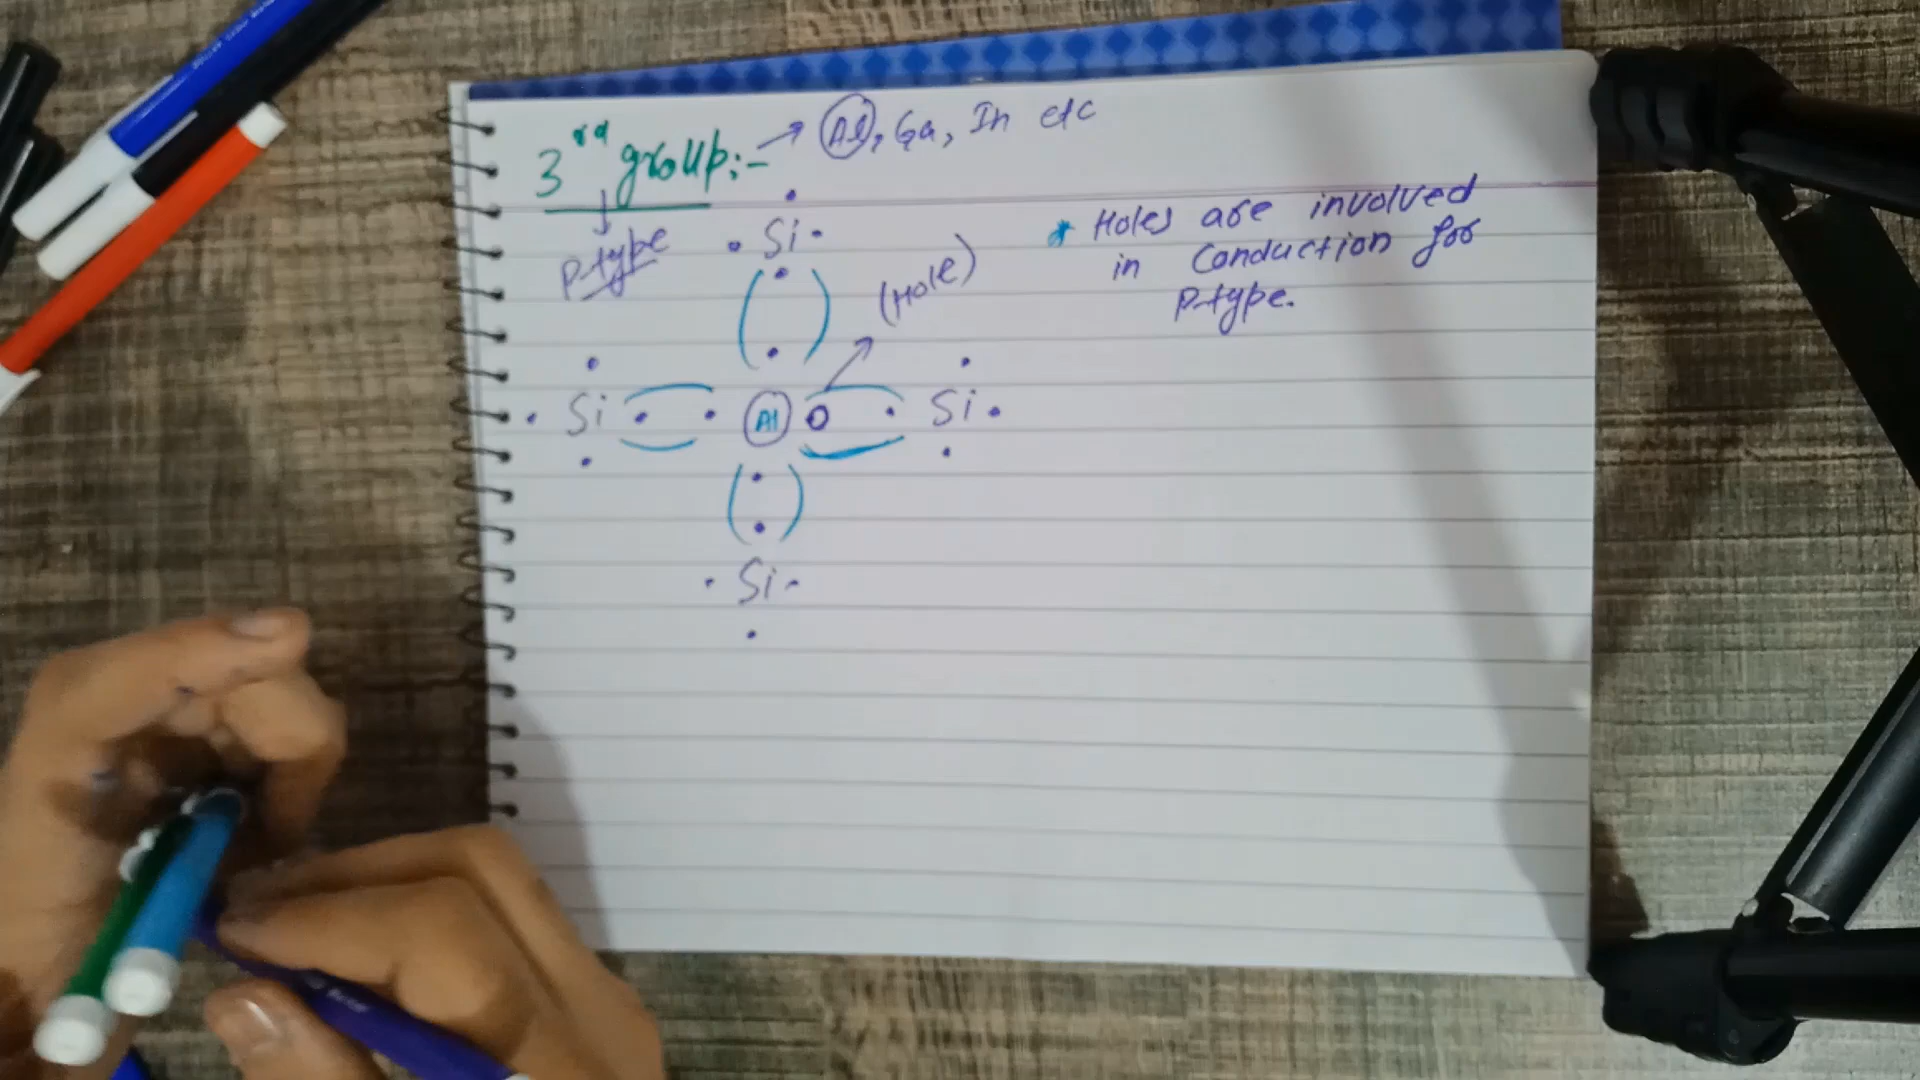 3rd group:- → (Al), Ga, In etc
P-type
* Holes are involved
in Conduction for
P-type.
Si
(Hole)
Si Al O Si
Si